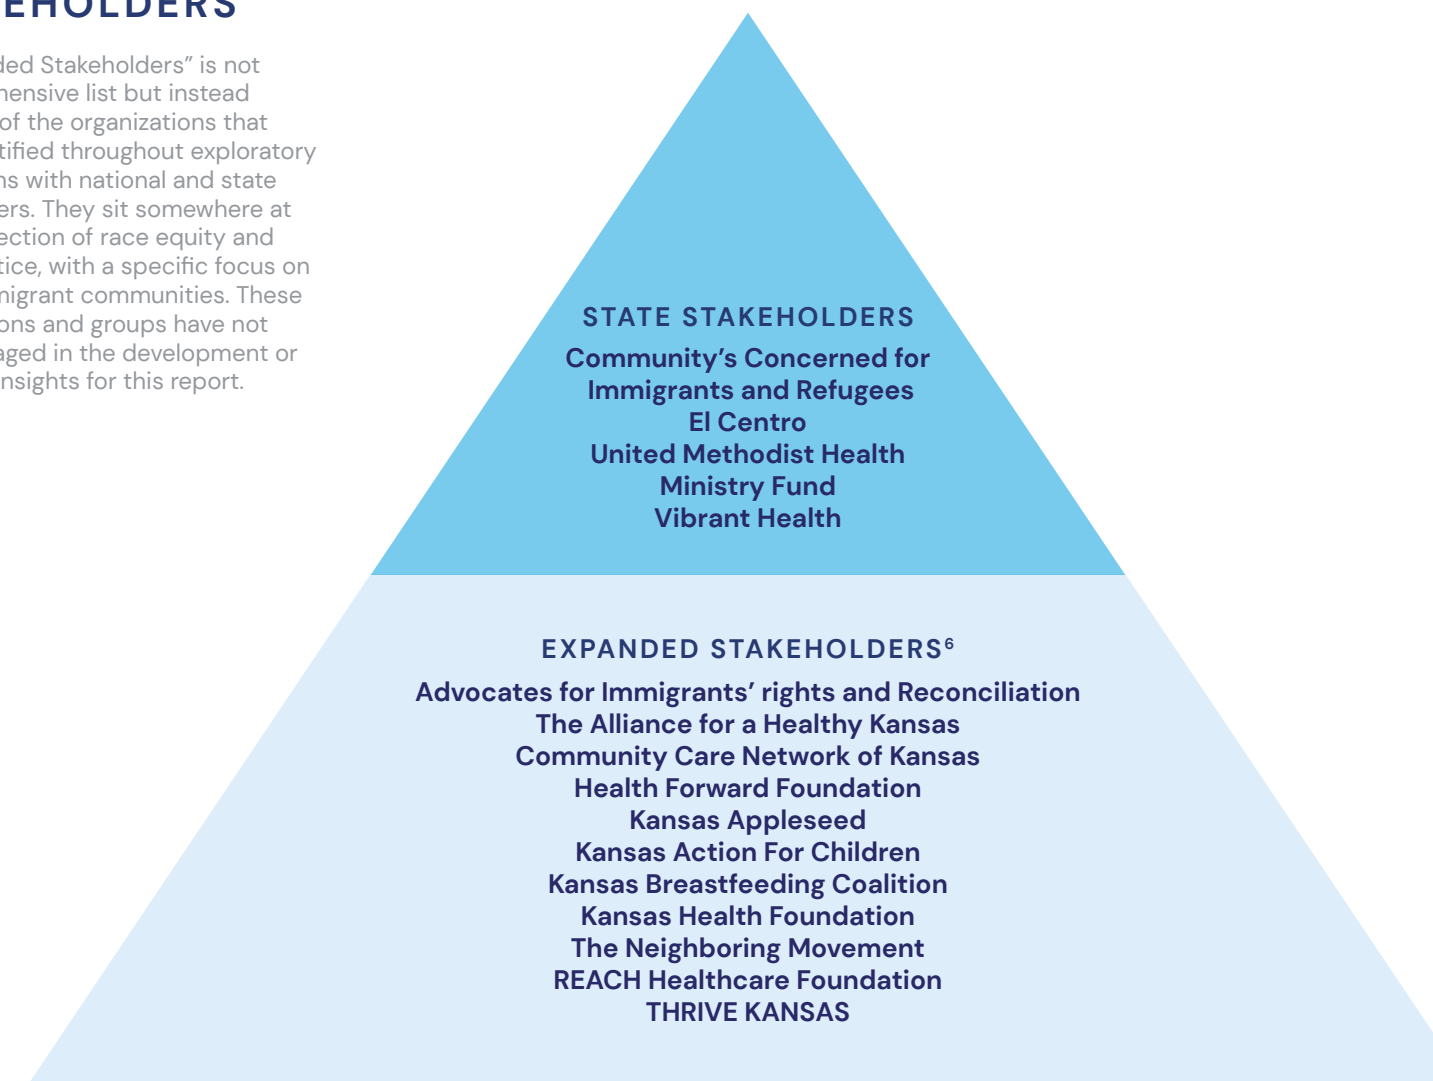 EHOLDERS
ded Stakeholders” is not
hensive list but instead
of the organizations that
tified throughout exploratory
ns with national and state
ers. They sit somewhere at
ection of race equity and
tice, with a specific focus on
migrant communities. These
ons and groups have not
aged in the development or
insights for this report.
STATE STAKEHOLDERS
Community’s Concerned for
Immigrants and Refugees
El Centro
United Methodist Health
Ministry Fund
Vibrant Health
EXPANDED STAKEHOLDERS⁶
Advocates for Immigrants’ rights and Reconciliation
The Alliance for a Healthy Kansas
Community Care Network of Kansas
Health Forward Foundation
Kansas Appleseed
Kansas Action For Children
Kansas Breastfeeding Coalition
Kansas Health Foundation
The Neighboring Movement
REACH Healthcare Foundation
THRIVE KANSAS